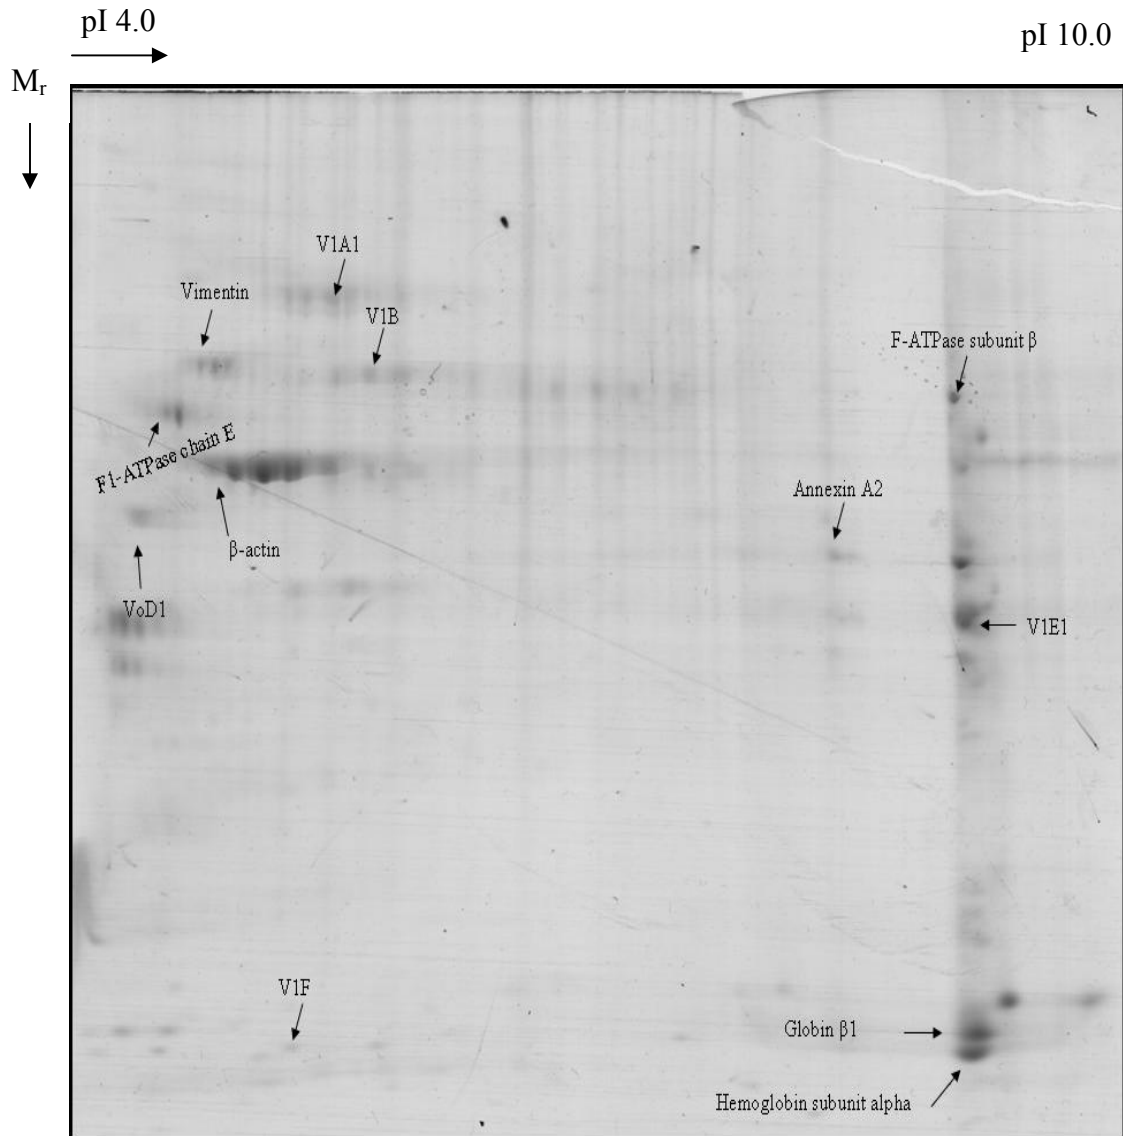 pI 4.0
pI 10.0
Mr
V1A1
Vimentin
V1B
F-ATPase subunit β
F1-ATPase chain E
Annexin A2
β-actin
VoD1
V1E1
V1F
Globin β1
Hemoglobin subunit alpha